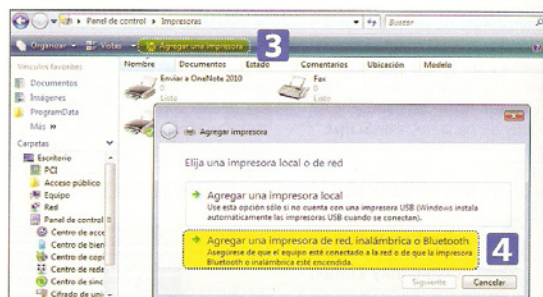 Panel de control Impresoras Buscar
Organizar Vistas Agregar una impresora 3
Vínculos favoritos Nombre Documentos Estado Comentarios Ubicación Modelo
Documentos Enviar a OneNote 2010 Fax
Imágenes 0 0
ProgramData Listo Listo
Más »
Carpetas
Agregar impresora
Escritorio
PCI
Elija una impresora local o de red
Acceso público
Equipo
Red
Panel de control
Centro de acce
Centro de bien
Centro de copi
Centro de rede
Centro de sinc
Cifrado de uni
Agregar una impresora local
Use esta opción sólo si no cuenta con una impresora USB (Windows instala
automáticamente las impresoras USB cuando se conectan).
Agregar una impresora de red, inalámbrica o Bluetooth 4
Asegúrese de que el equipo esté conectado a la red o de que la impresora
Bluetooth o inalámbrica esté encendida.
Siguiente Cancelar